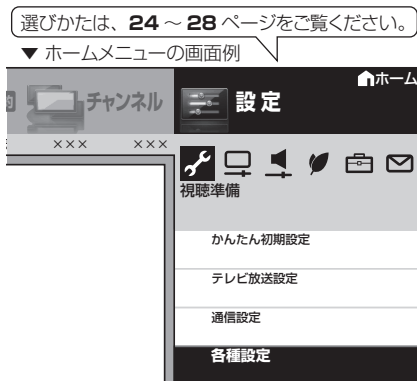 選びかたは、24 ～ 28 ページをご覧ください。
▼ ホームメニューの画面例
ホーム
チャンネル
設定
××× ×××
視聴準備
かんたん初期設定
テレビ放送設定
通信設定
各種設定